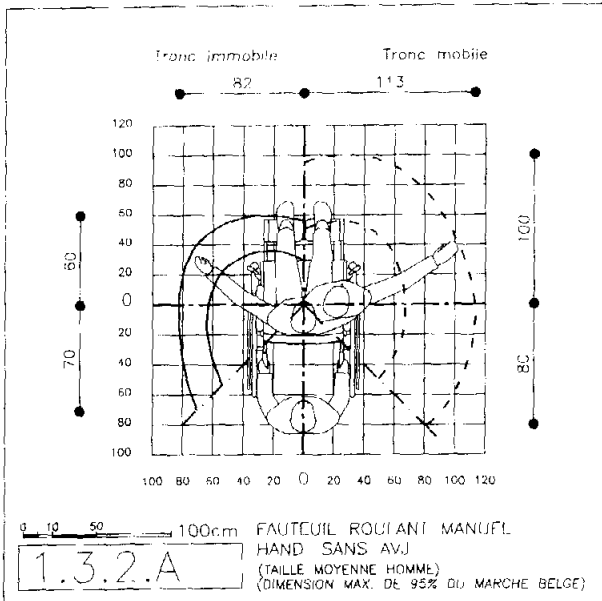 Tronc immobile
Tronc mobile
82
113
120
100
80
60
40
20
0
20
40
60
80
100
60
70
100
80
100 80 60 40 20 0 20 40 60 80 100 120
0 10 50 100cm
FAUTEUIL ROULANT MANUEL
HAND SANS AVJ
1.3.2.A
(TAILLE MOYENNE HOMME)
(DIMENSION MAX. DE 95% DU MARCHE BELGE)